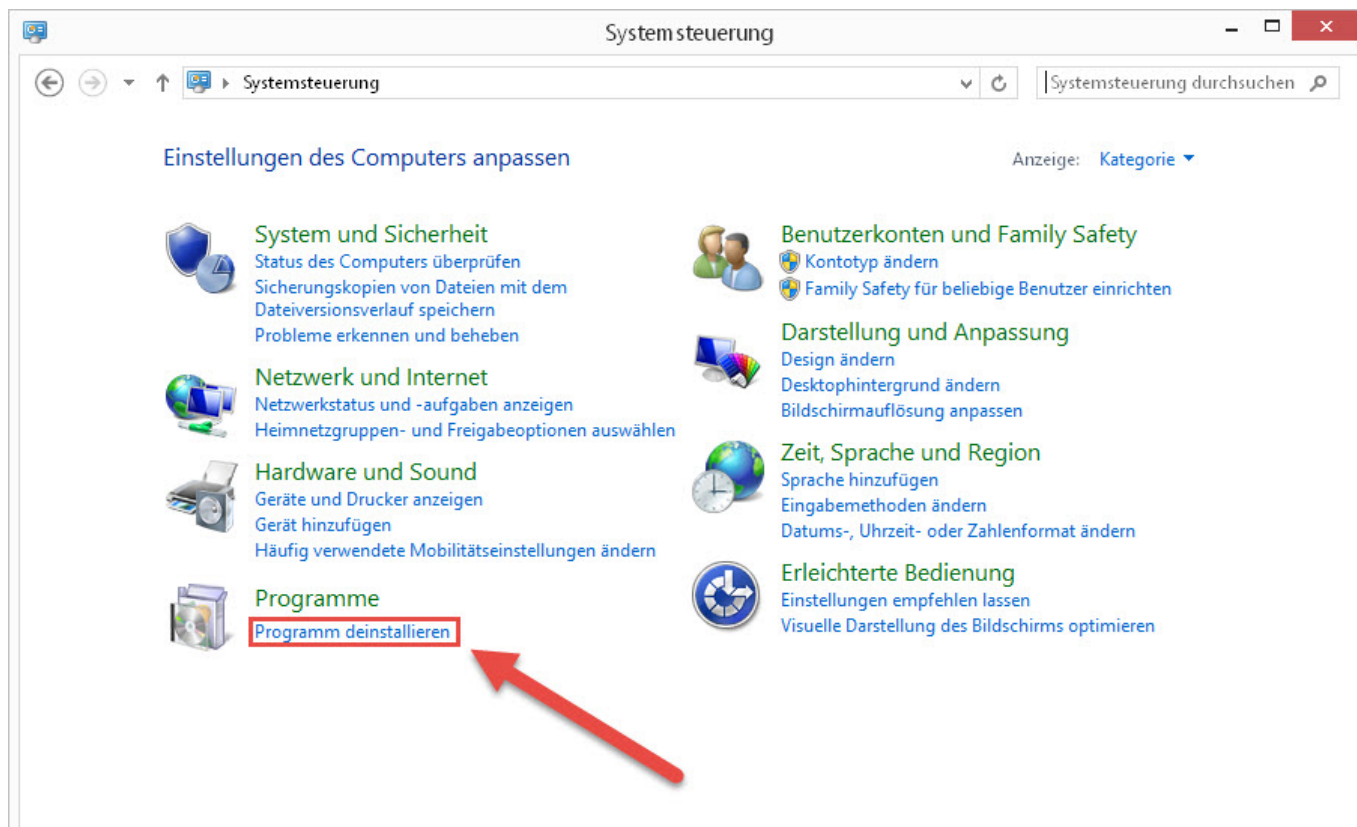 Systemsteuerung
Systemsteuerung
Systemsteuerung durchsuchen
Einstellungen des Computers anpassen
Anzeige: Kategorie
System und Sicherheit
Status des Computers überprüfen
Sicherungskopien von Dateien mit dem
Dateiversionsverlauf speichern
Probleme erkennen und beheben
Netzwerk und Internet
Netzwerkstatus und -aufgaben anzeigen
Heimnetzgruppen- und Freigabeoptionen auswählen
Hardware und Sound
Geräte und Drucker anzeigen
Gerät hinzufügen
Häufig verwendete Mobilitätseinstellungen ändern
Programme
Programm deinstallieren
Benutzerkonten und Family Safety
Kontotyp ändern
Family Safety für beliebige Benutzer einrichten
Darstellung und Anpassung
Design ändern
Desktophintergrund ändern
Bildschirmauflösung anpassen
Zeit, Sprache und Region
Sprache hinzufügen
Eingabemethoden ändern
Datums-, Uhrzeit- oder Zahlenformat ändern
Erleichterte Bedienung
Einstellungen empfehlen lassen
Visuelle Darstellung des Bildschirms optimieren